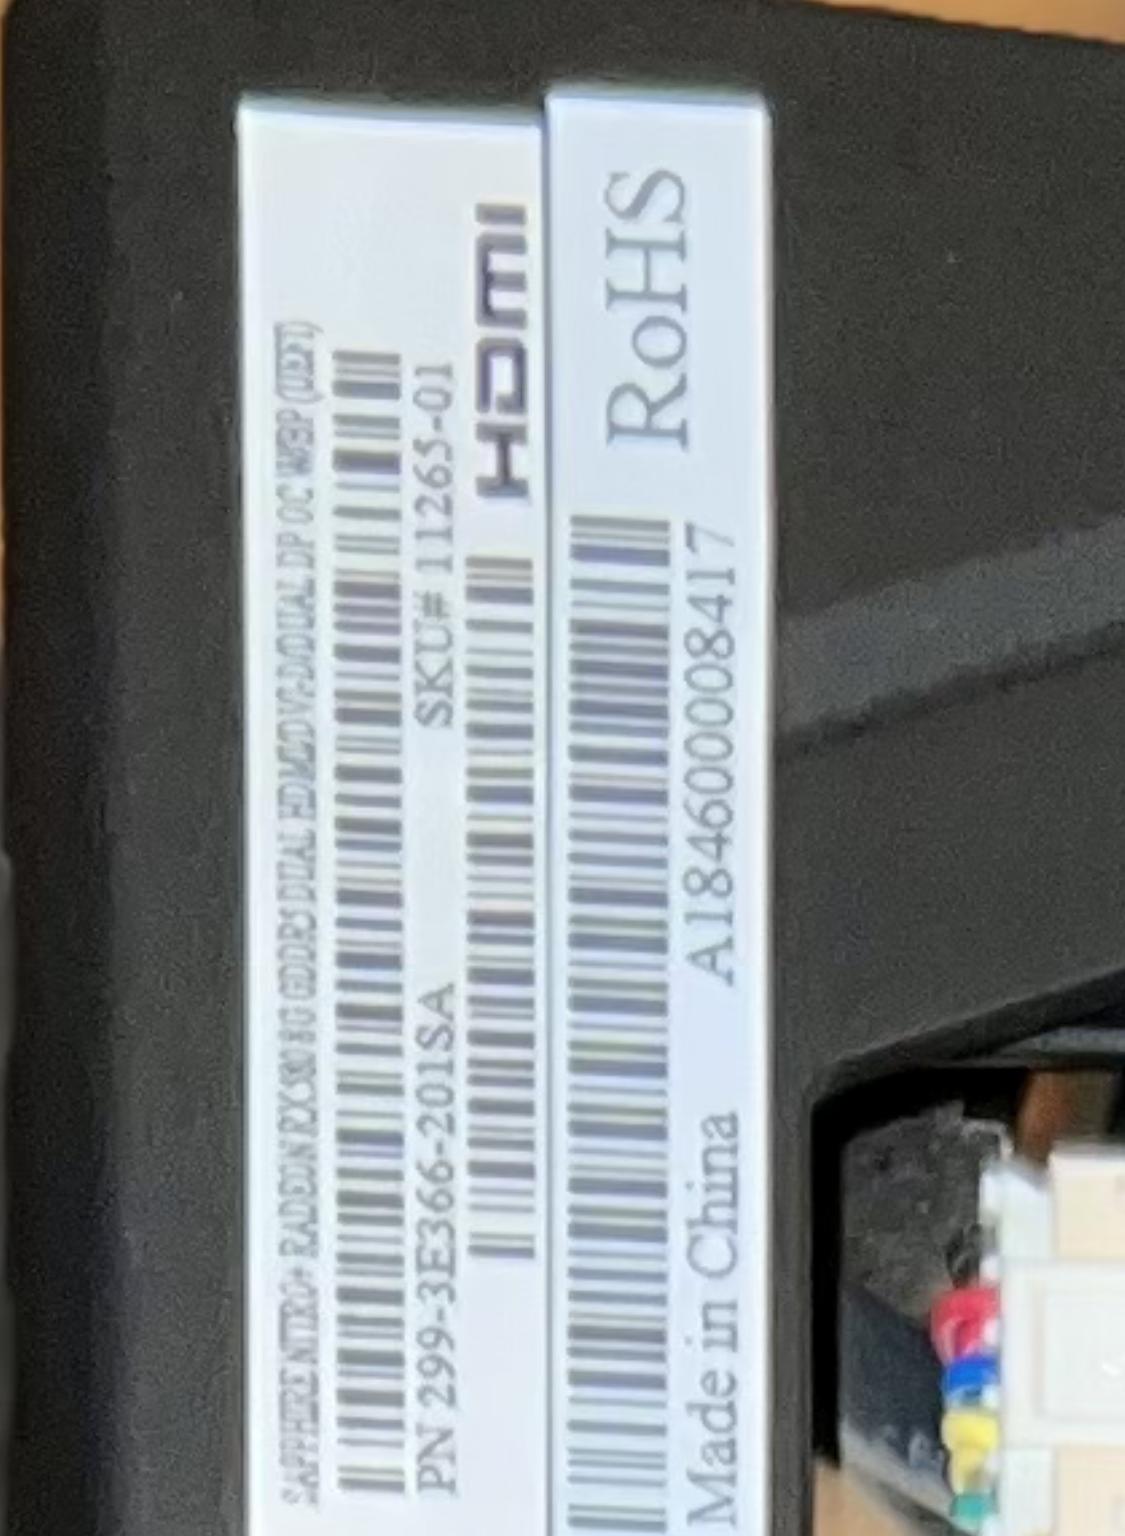 SAPPHIRE NITRO+ RADEON RX 580 8G GDDR5 DUAL HDMI/DVI-D/DUAL DP OC W/BP (UEFI)
PN 299-3E366-201SA SKU# 11265-01
HDMI
RoHS
Made in China A184600008417